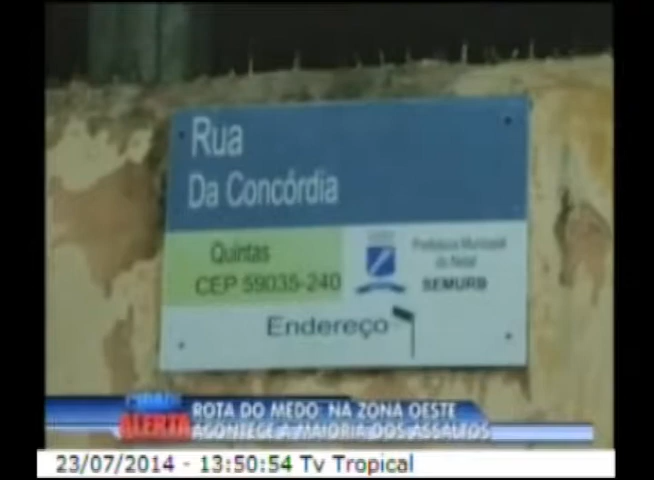 Rua
Da Concórdia
Quintas
CEP 59035-240
Prefeitura Municipal
do Natal
SEMURB
Endereço
CIDADE
ALERTA
ROTA DO MEDO: NA ZONA OESTE
ACONTECE A MAIORIA DOS ASSALTOS
23/07/2014 - 13:50:54 Tv Tropical